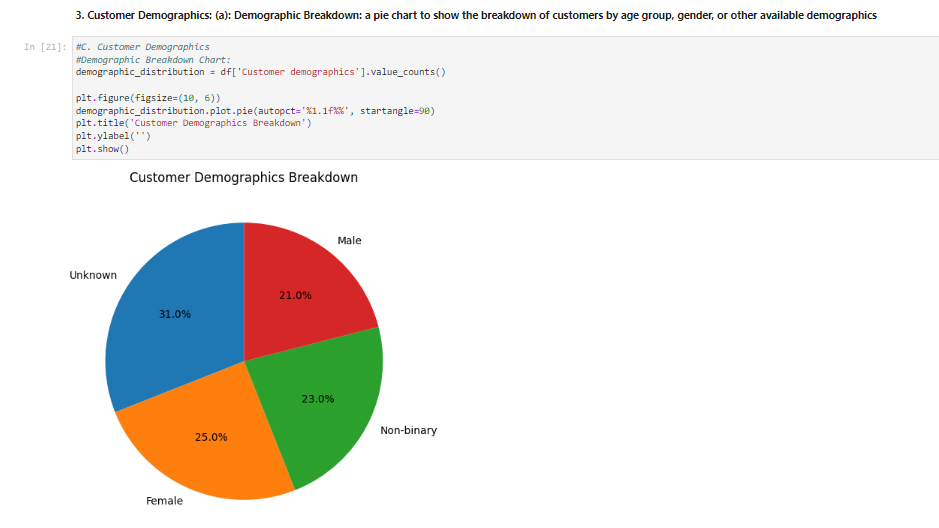 3. Customer Demographics: (a): Demographic Breakdown: a pie chart to show the breakdown of customers by age group, gender, or other available demographics
In [21]: #C. Customer Demographics
#Demographic Breakdown Chart:
demographic_distribution = df['Customer demographics'].value_counts()
plt.figure(figsize=(10, 6))
demographic_distribution.plot.pie(autopct='%1.1f%%', startangle=90)
plt.title('Customer Demographics Breakdown')
plt.ylabel('')
plt.show()
Customer Demographics Breakdown
Male
Unknown
21.0%
31.0%
23.0%
Non-binary
25.0%
Female